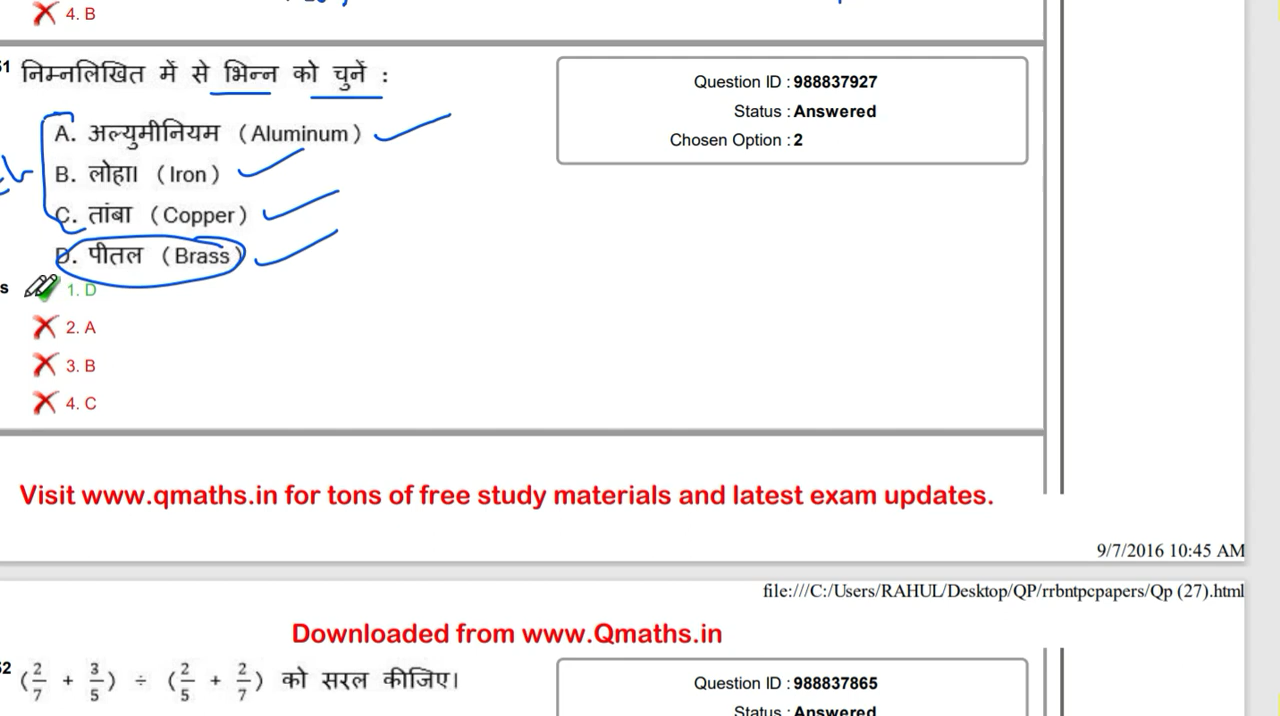 4. B
51 निम्नलिखित में से भिन्न को चुनें :
Question ID : 988837927
Status : Answered
Chosen Option : 2
A. अल्युमीनियम (Aluminum)
B. लोहा। (Iron)
C. तांबा (Copper)
D. पीतल (Brass)
s 1. D
2. A
3. B
4. C
Visit www.qmaths.in for tons of free study materials and latest exam updates.
9/7/2016 10:45 AM
file:///C:/Users/RAHUL/Desktop/QP/rrbntpcpapers/Qp (27).html
Downloaded from www.Qmaths.in
52 (2/7 + 3/5) ÷ (2/5 + 2/7) को सरल कीजिए।
Question ID : 988837865
Status : Answered